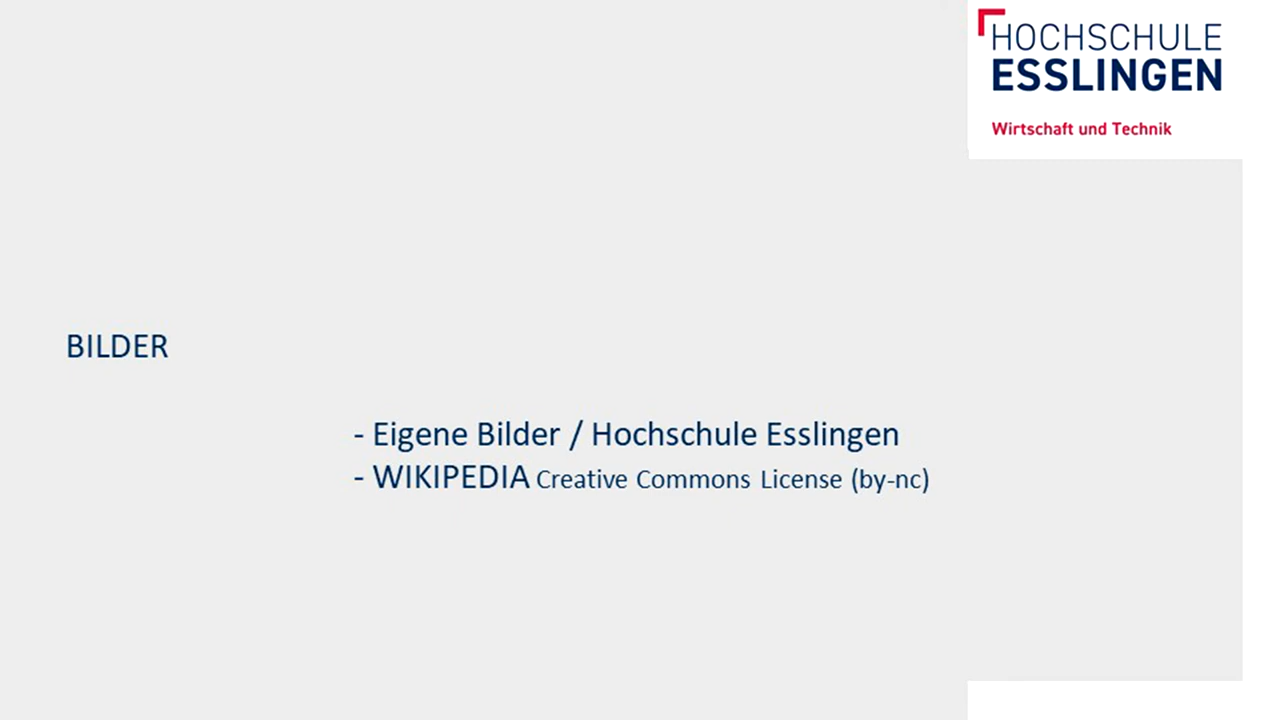 HOCHSCHULE
ESSLINGEN
Wirtschaft und Technik
BILDER
- Eigene Bilder / Hochschule Esslingen
- WIKIPEDIA Creative Commons License (by-nc)